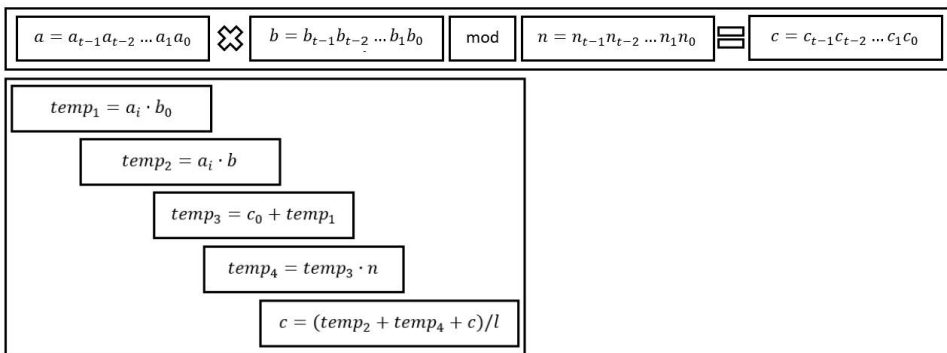 a = a_{t−1}a_{t−2} … a_1a_0 ✖ b = b_{t−1}b_{t−2} … b_1b_0 mod n = n_{t−1}n_{t−2} … n_1n_0 = c = c_{t−1}c_{t−2} … c_1c_0
temp_1 = a_i · b_0
temp_2 = a_i · b
temp_3 = c_0 + temp_1
temp_4 = temp_3 · n
c = (temp_2 + temp_4 + c)/l